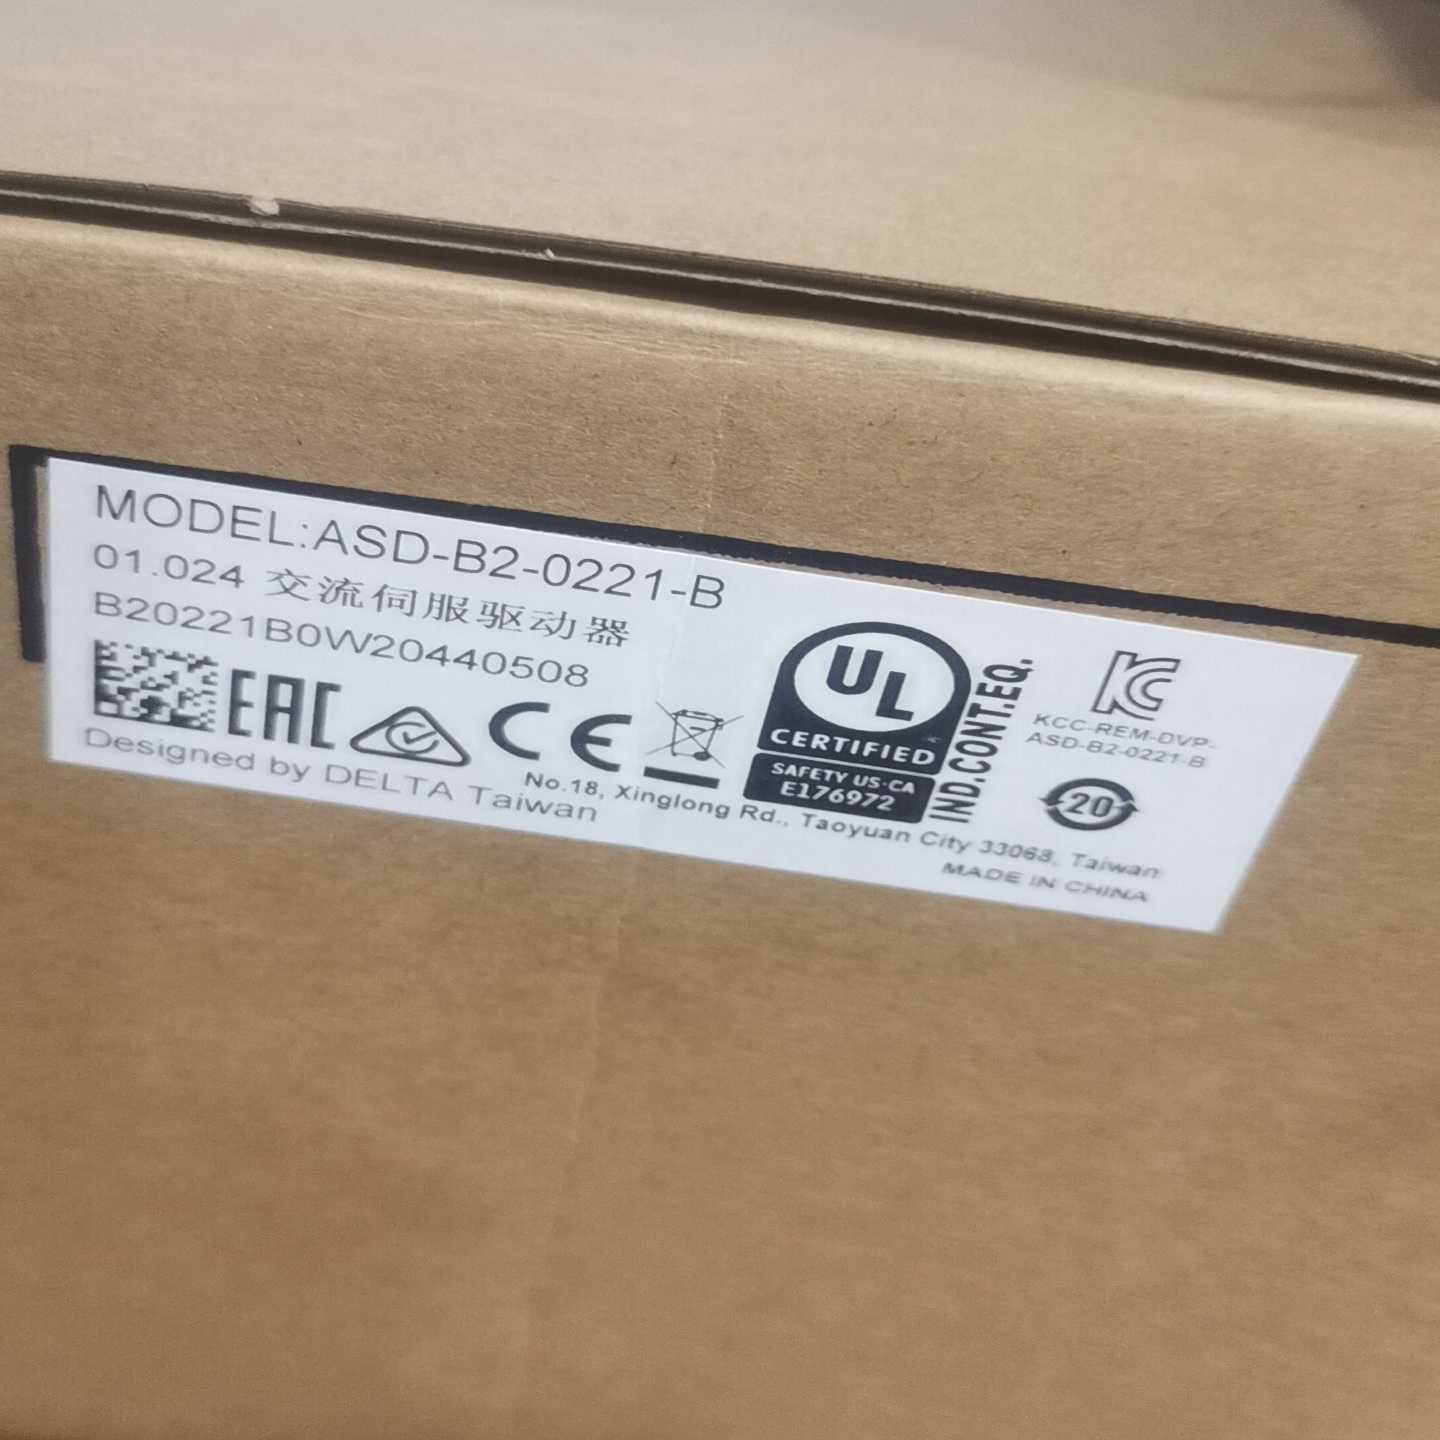 MODEL:ASD-B2-0221-B
01.024 交流伺服驱动器
B20221B0W20440508
EAC
CE
UL
CERTIFIED
SAFETY US·CA
E176972
IND.CONT.EQ.
KC
KCC-REM-DVP-
ASD-B2-0221-B
20
Designed by DELTA Taiwan
No.18, Xinglong Rd., Taoyuan City 33068, Taiwan
MADE IN CHINA